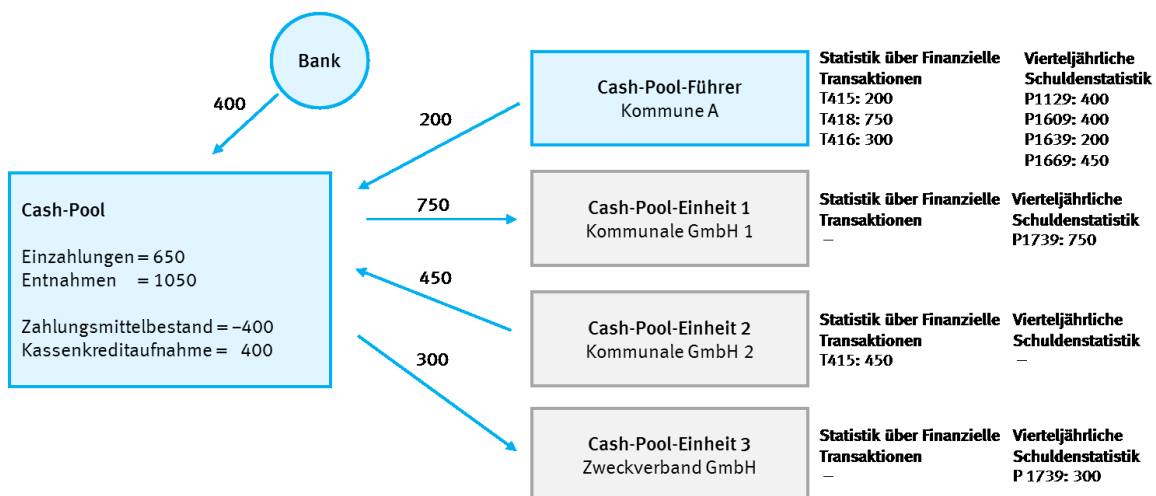 Bank
400
200
Cash-Pool
Einzahlungen = 650
Entnahmen = 1050
Zahlungsmittelbestand = –400
Kassenkreditaufnahme = 400
750
450
300
Cash-Pool-Führer
Kommune A
Statistik über Finanzielle
Transaktionen
T415: 200
T418: 750
T416: 300
Vierteljährliche
Schuldenstatistik
P1129: 400
P1609: 400
P1639: 200
P1669: 450
Cash-Pool-Einheit 1
Kommunale GmbH 1
Statistik über Finanzielle
Transaktionen
–
Vierteljährliche
Schuldenstatistik
P1739: 750
Cash-Pool-Einheit 2
Kommunale GmbH 2
Statistik über Finanzielle
Transaktionen
T415: 450
Vierteljährliche
Schuldenstatistik
–
Cash-Pool-Einheit 3
Zweckverband GmbH
Statistik über Finanzielle
Transaktionen
–
Vierteljährliche
Schuldenstatistik
P 1739: 300